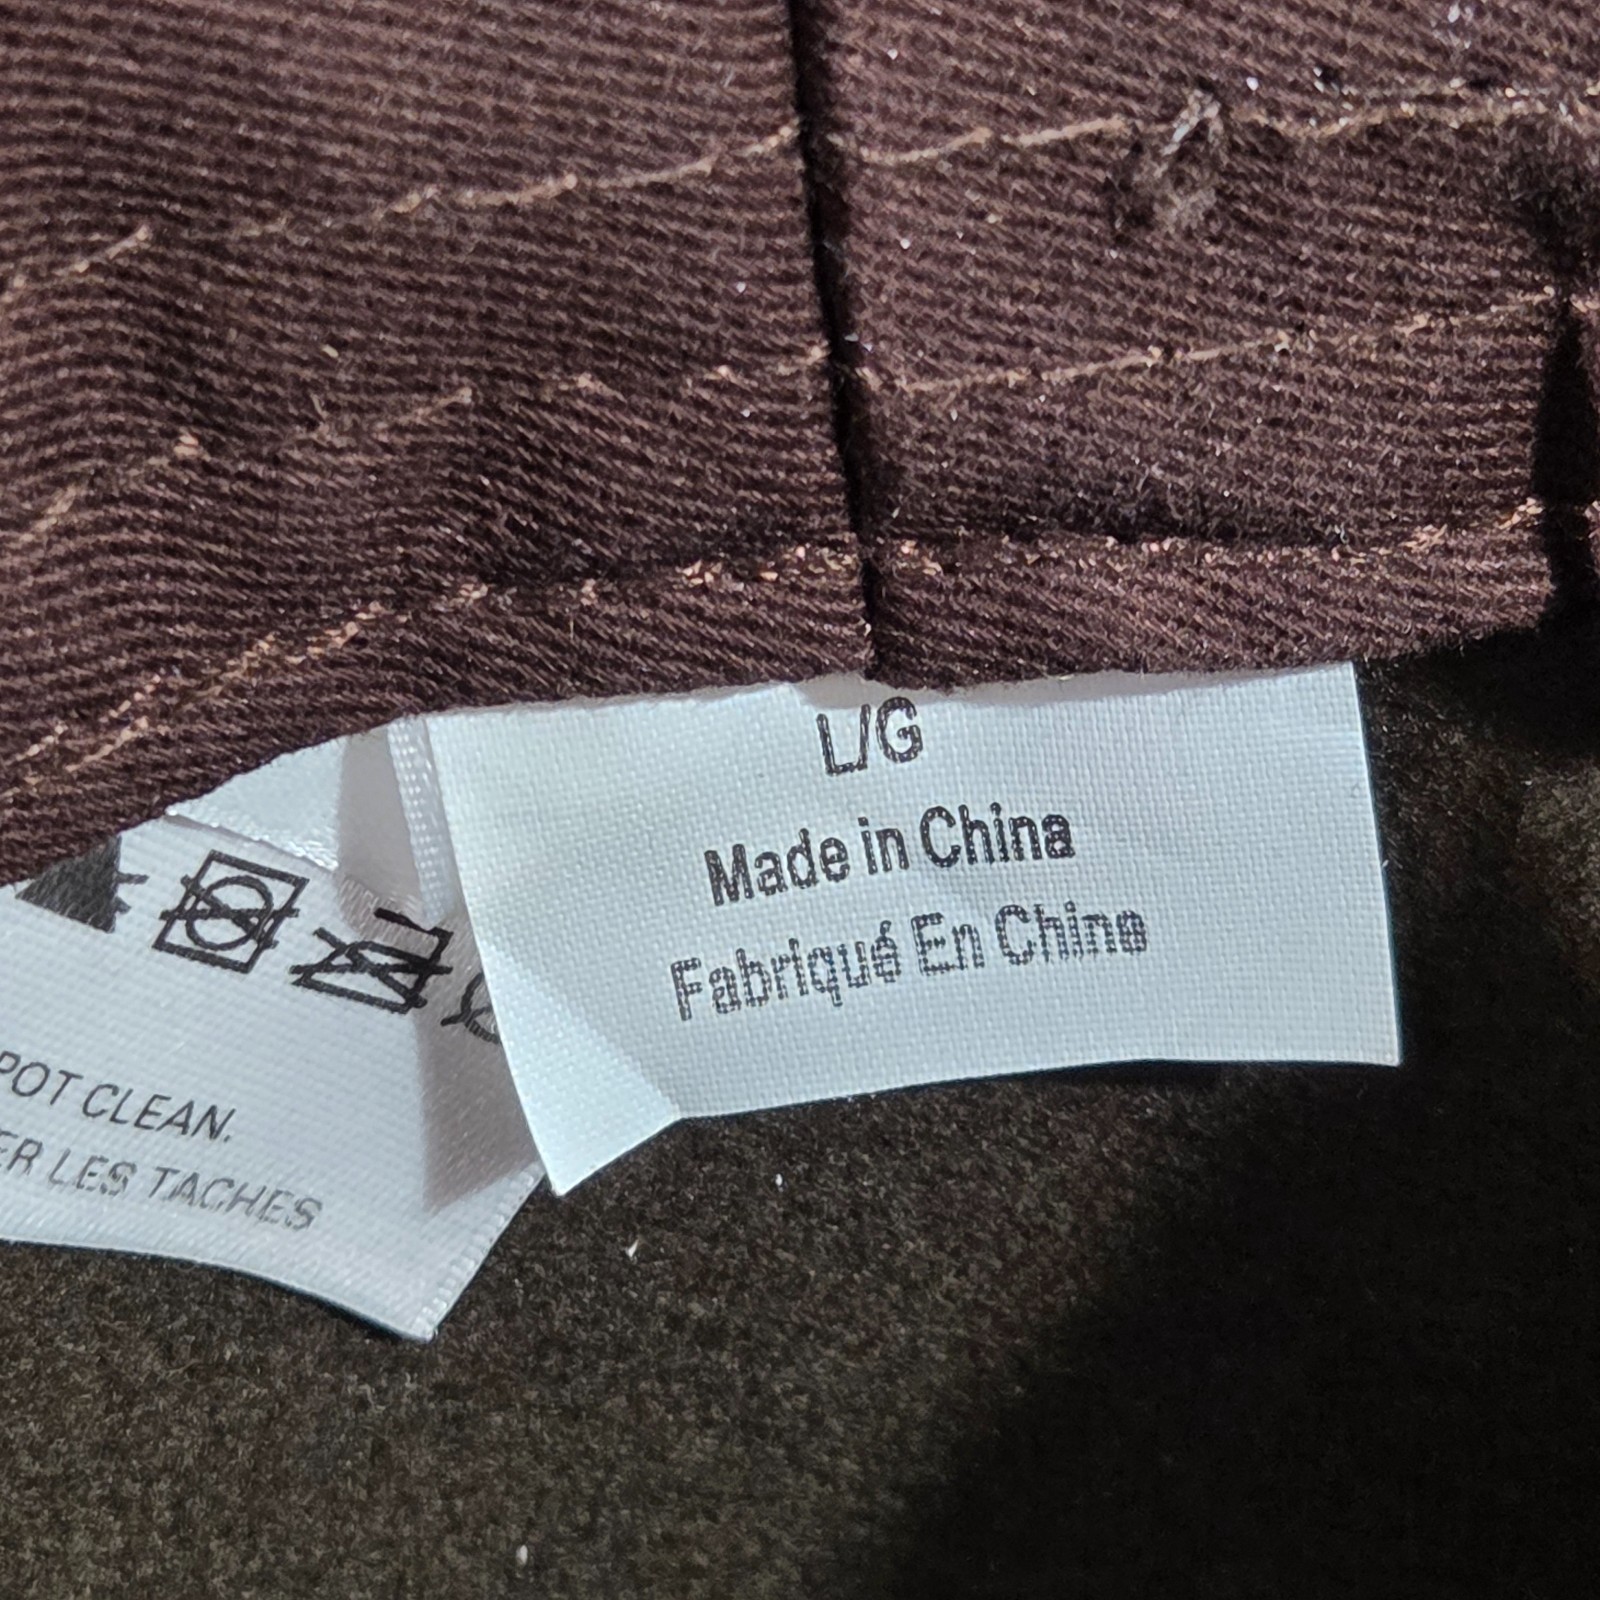 L/G
Made in China
Fabriqué En Chine
POT CLEAN.
ER LES TACHES